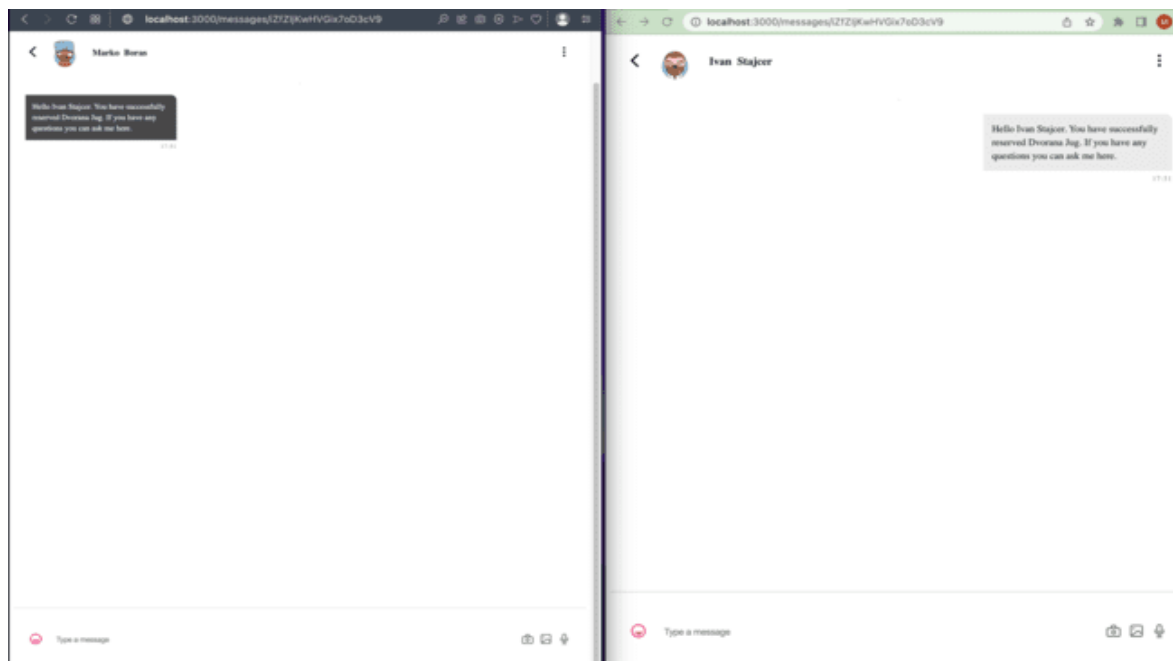 localhost:3000/messages/
Marko Boras
Hello Ivan Stajcer. You have successfully
reserved Dvorana Jug. If you have any
questions you can ask me here.
Type a message
localhost:3000/messages/
Ivan Stajcer
Hello Ivan Stajcer. You have successfully
reserved Dvorana Jug. If you have any
questions you can ask me here.
Type a message